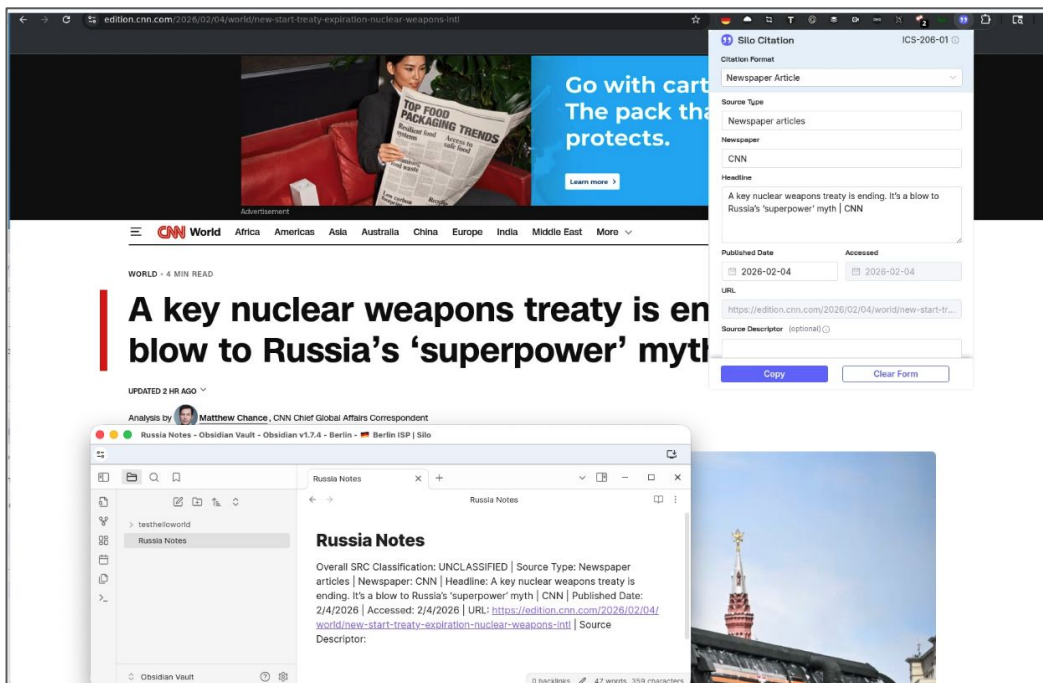 edition.cnn.com/2026/02/04/world/new-start-treaty-expiration-nuclear-weapons-intl
2
Silo Citation
ICS-206-01
Citation Format
Newspaper Article
Source Type
Newspaper articles
Newspaper
CNN
Headline
A key nuclear weapons treaty is ending. It's a blow to
Russia's 'superpower' myth | CNN
Published Date
Accessed
2026-02-04
2026-02-04
URL
https://edition.cnn.com/2026/02/04/world/new-start-tr...
Source Descriptor (optional)
Copy
Clear Form
TOP FOOD
PACKAGING TRENDS
Go with cart
The pack tha
protects.
Learn more >
Advertisement
CNN World Africa Americas Asia Australia China Europe India Middle East More
WORLD • 4 MIN READ
A key nuclear weapons treaty is en
blow to Russia's 'superpower' myth
UPDATED 2 HR AGO
Analysis by Matthew Chance, CNN Chief Global Affairs Correspondent
Russia Notes - Obsidian Vault - Obsidian v1.7.4 - Berlin - Berlin ISP | Silo
Russia Notes
Russia Notes
testhelloworld
Russia Notes
Russia Notes
Overall SRC Classification: UNCLASSIFIED | Source Type: Newspaper
articles | Newspaper: CNN | Headline: A key nuclear weapons treaty is
ending. It's a blow to Russia's 'superpower' myth | CNN | Published Date:
2/4/2026 | Accessed: 2/4/2026 | URL: https://edition.cnn.com/2026/02/04/
world/new-start-treaty-expiration-nuclear-weapons-intl | Source
Descriptor:
Obsidian Vault
0 backlinks 47 words 359 characters